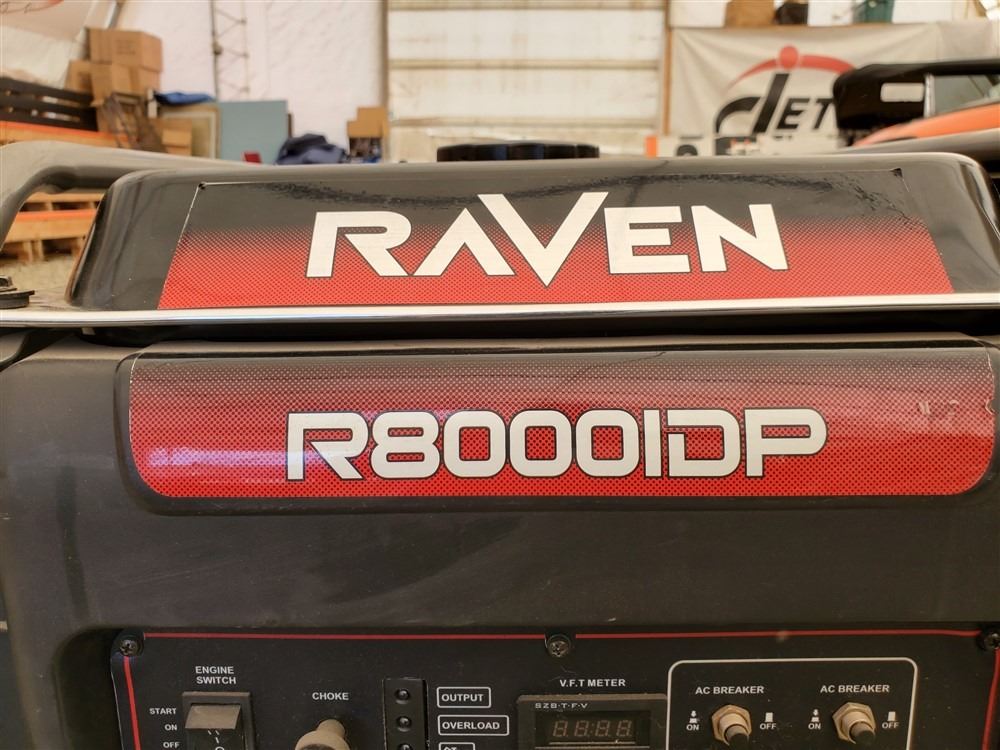 JET
RAVEN
R8000IDP
ENGINE
SWITCH
START
ON
OFF
CHOKE
OUTPUT
OVERLOAD
V.F.T METER
SZB-T-F-V
AC BREAKER
ON
OFF
AC BREAKER
ON
OFF